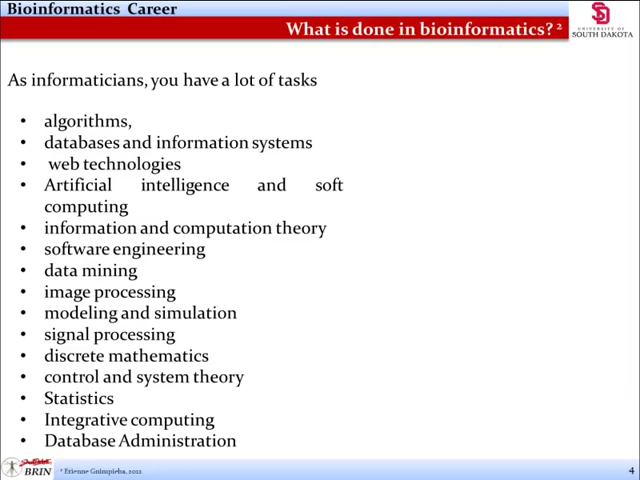 Bioinformatics Career
What is done in bioinformatics? 2
UNIVERSITY OF
SOUTH DAKOTA
As informaticians, you have a lot of tasks
• algorithms,
• databases and information systems
• web technologies
• Artificial intelligence and soft
computing
• information and computation theory
• software engineering
• data mining
• image processing
• modeling and simulation
• signal processing
• discrete mathematics
• control and system theory
• Statistics
• Integrative computing
• Database Administration
BRIN
Etienne Gnimpieba, 2012
4